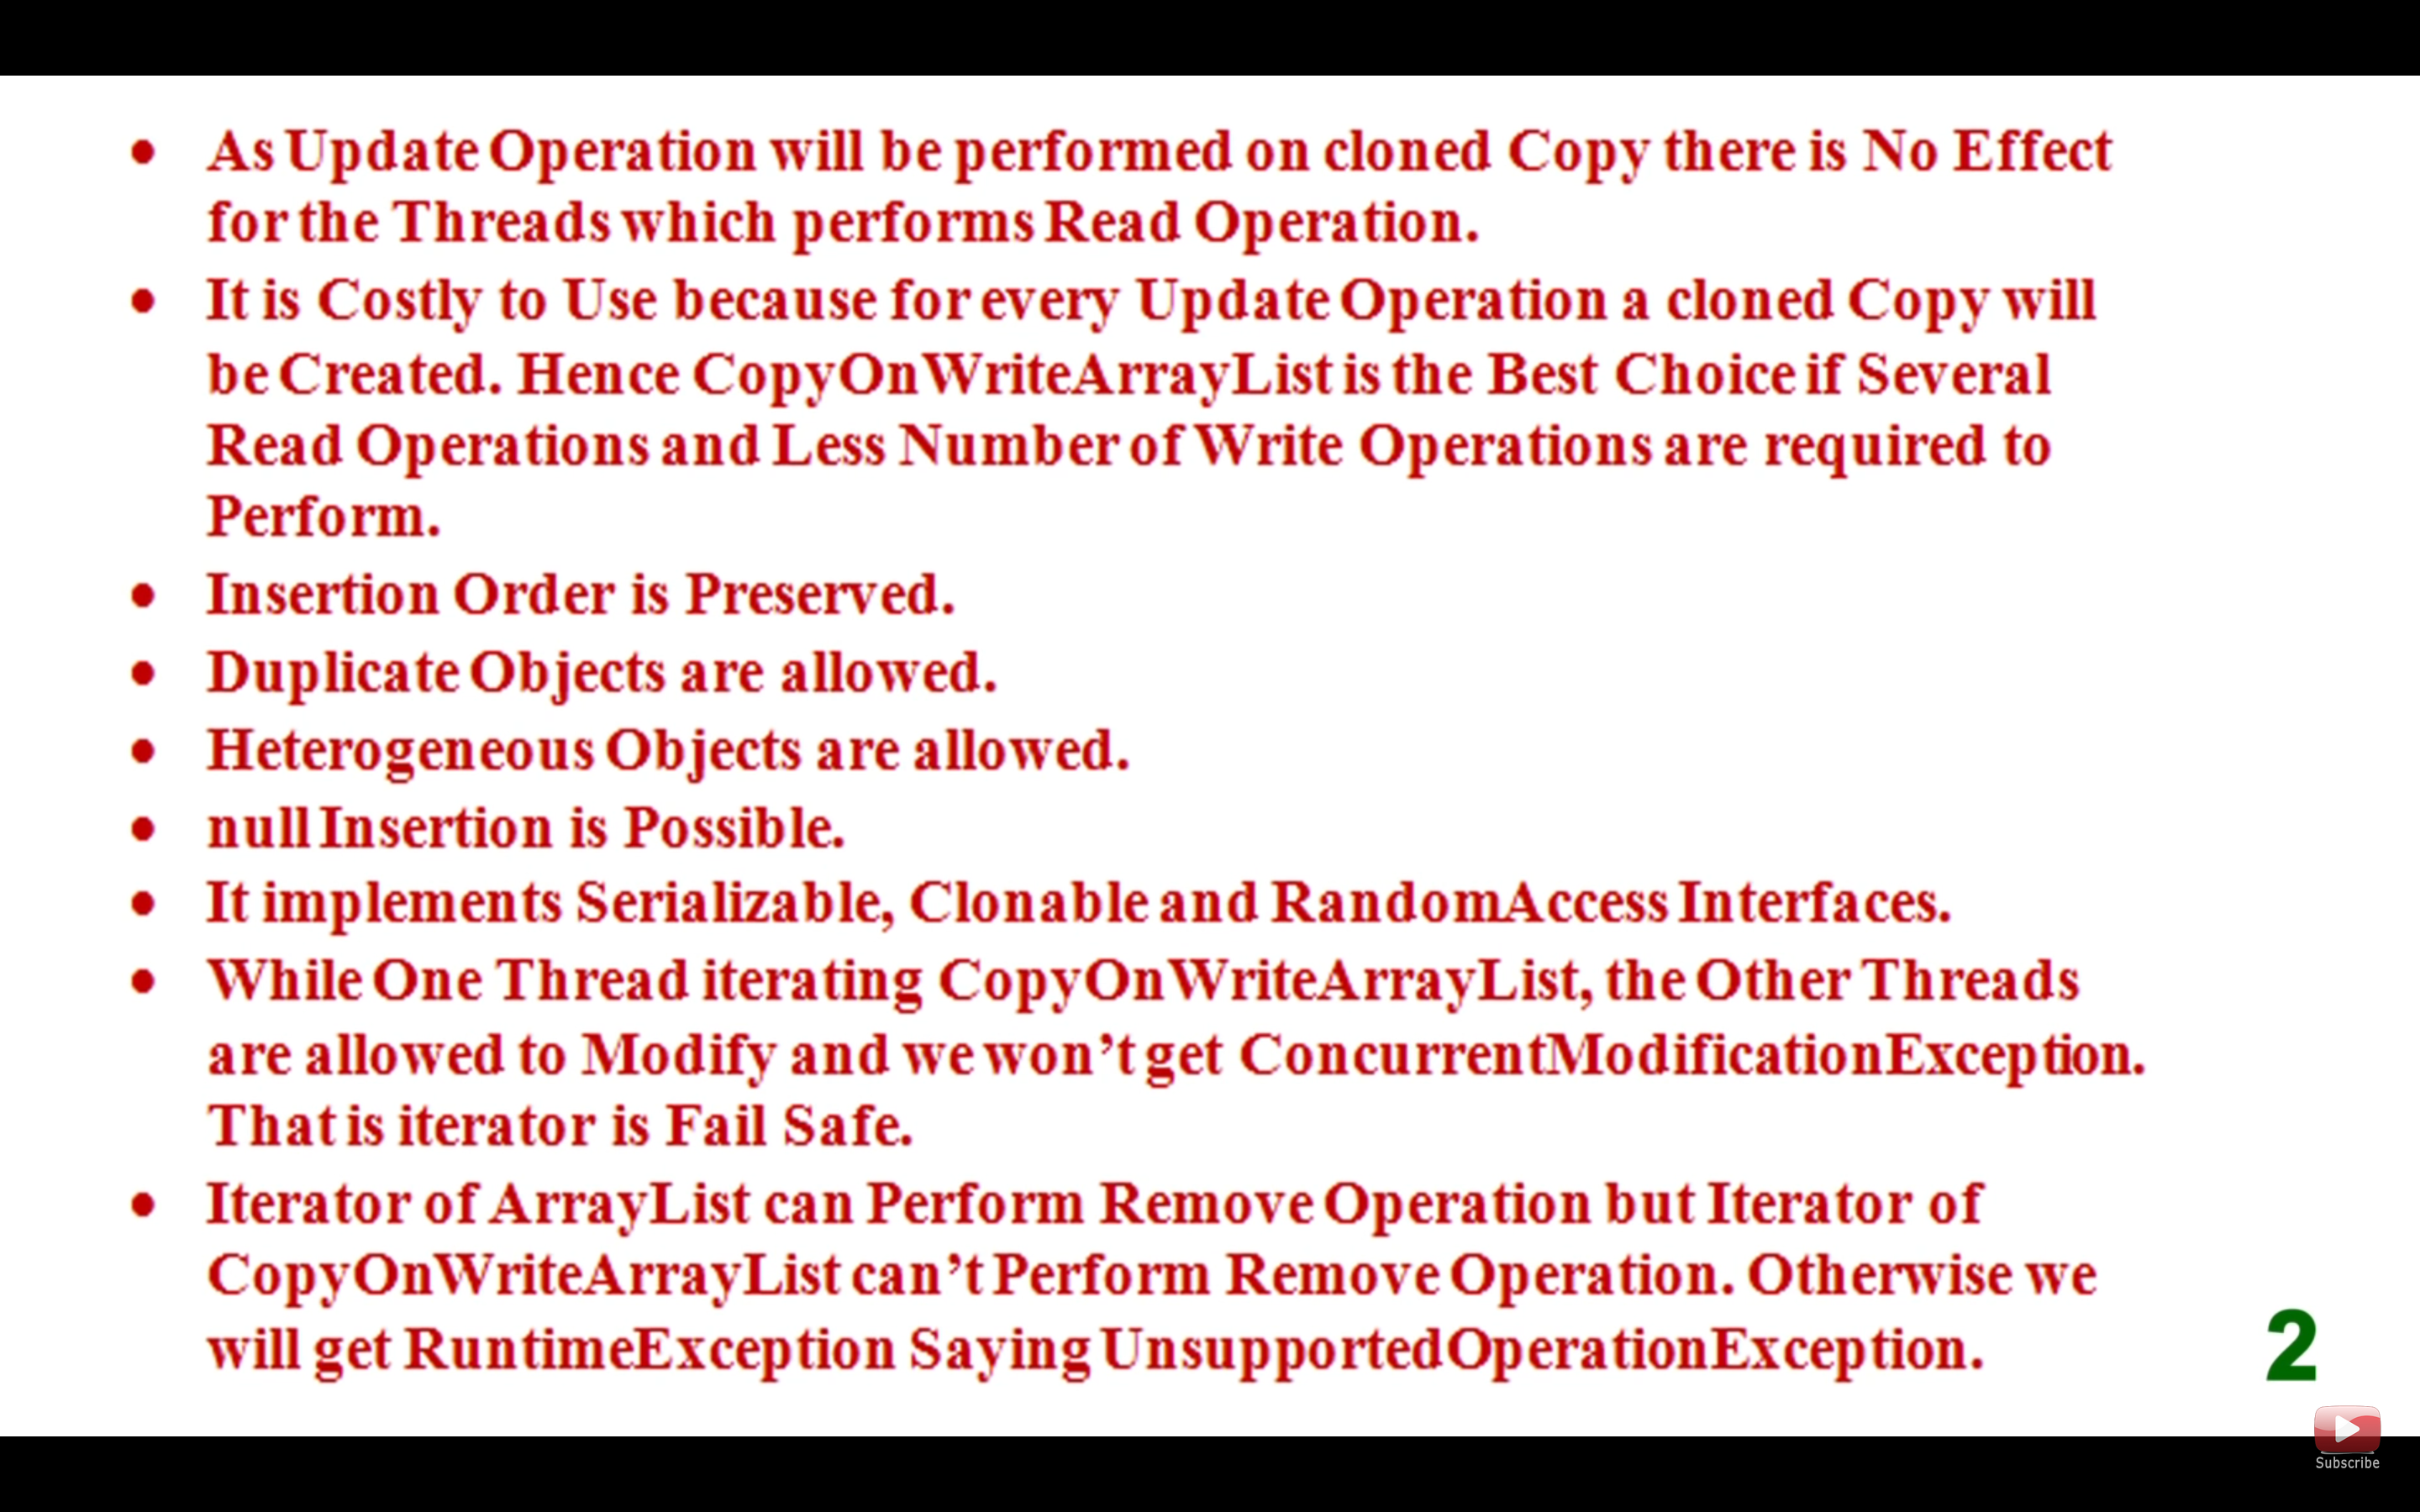 • As Update Operation will be performed on cloned Copy there is No Effect
for the Threads which performs Read Operation.
• It is Costly to Use because for every Update Operation a cloned Copy will
be Created. Hence CopyOnWriteArrayList is the Best Choice if Several
Read Operations and Less Number of Write Operations are required to
Perform.
• Insertion Order is Preserved.
• Duplicate Objects are allowed.
• Heterogeneous Objects are allowed.
• null Insertion is Possible.
• It implements Serializable, Clonable and RandomAccess Interfaces.
• While One Thread iterating CopyOnWriteArrayList, the Other Threads
are allowed to Modify and we won’t get ConcurrentModificationException.
That is iterator is Fail Safe.
• Iterator of ArrayList can Perform Remove Operation but Iterator of
CopyOnWriteArrayList can’t Perform Remove Operation. Otherwise we
will get RuntimeException Saying UnsupportedOperationException.
2
Subscribe